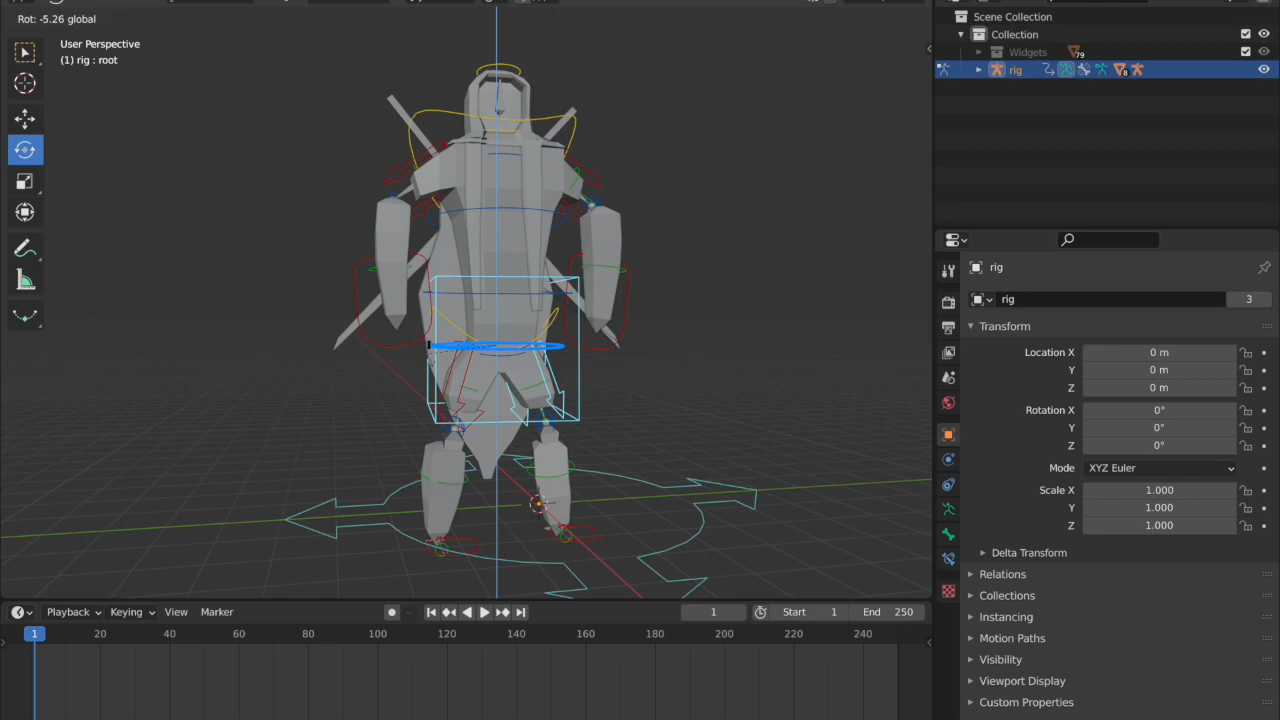 Rot: -5.26 global
User Perspective
(1) rig : root
Scene Collection
Collection
Widgets
79
rig
8
rig
rig
3
Transform
Location X 0 m
Y 0 m
Z 0 m
Rotation X 0°
Y 0°
Z 0°
Mode XYZ Euler
Scale X 1.000
Y 1.000
Z 1.000
Delta Transform
Relations
Collections
Instancing
Motion Paths
Visibility
Viewport Display
Custom Properties
Playback Keying View Marker 1 Start 1 End 250
1 20 40 60 80 100 120 140 160 180 200 220 240